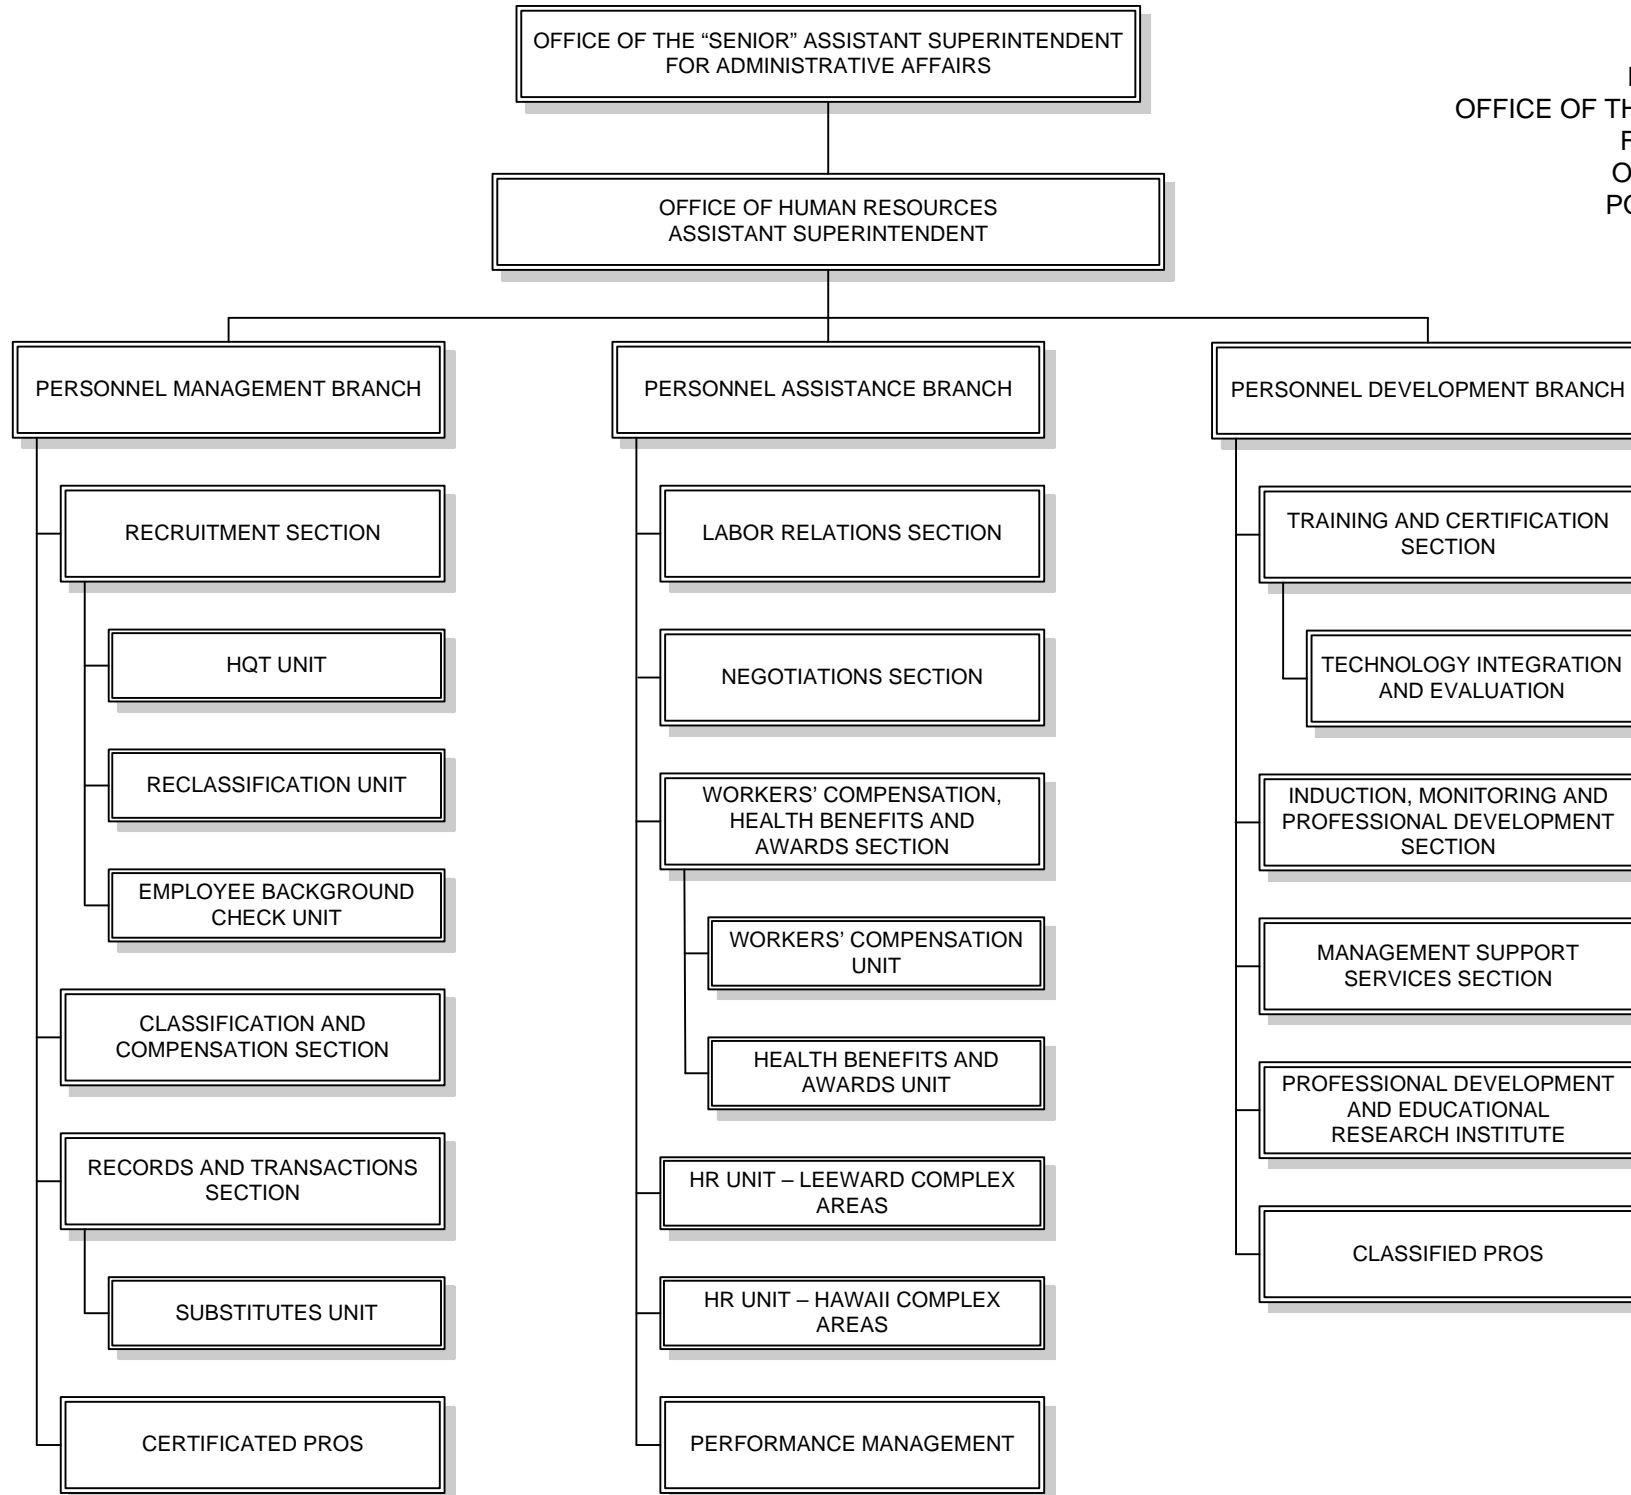 OFFICE OF THE “SENIOR” ASSISTANT SUPERINTENDENT
FOR ADMINISTRATIVE AFFAIRS
OFFICE OF
OFFICE OF HUMAN RESOURCES
ASSISTANT SUPERINTENDENT
PERSONNEL MANAGEMENT BRANCH
RECRUITMENT SECTION
HQT UNIT
RECLASSIFICATION UNIT
EMPLOYEE BACKGROUND
CHECK UNIT
CLASSIFICATION AND
COMPENSATION SECTION
RECORDS AND TRANSACTIONS
SECTION
SUBSTITUTES UNIT
CERTIFICATED PROS
PERSONNEL ASSISTANCE BRANCH
LABOR RELATIONS SECTION
NEGOTIATIONS SECTION
WORKERS’ COMPENSATION,
HEALTH BENEFITS AND
AWARDS SECTION
WORKERS’ COMPENSATION
UNIT
HEALTH BENEFITS AND
AWARDS UNIT
HR UNIT – LEEWARD COMPLEX
AREAS
HR UNIT – HAWAII COMPLEX
AREAS
PERFORMANCE MANAGEMENT
PERSONNEL DEVELOPMENT BRANCH
TRAINING AND CERTIFICATION
SECTION
TECHNOLOGY INTEGRATION
AND EVALUATION
INDUCTION, MONITORING AND
PROFESSIONAL DEVELOPMENT
SECTION
MANAGEMENT SUPPORT
SERVICES SECTION
PROFESSIONAL DEVELOPMENT
AND EDUCATIONAL
RESEARCH INSTITUTE
CLASSIFIED PROS